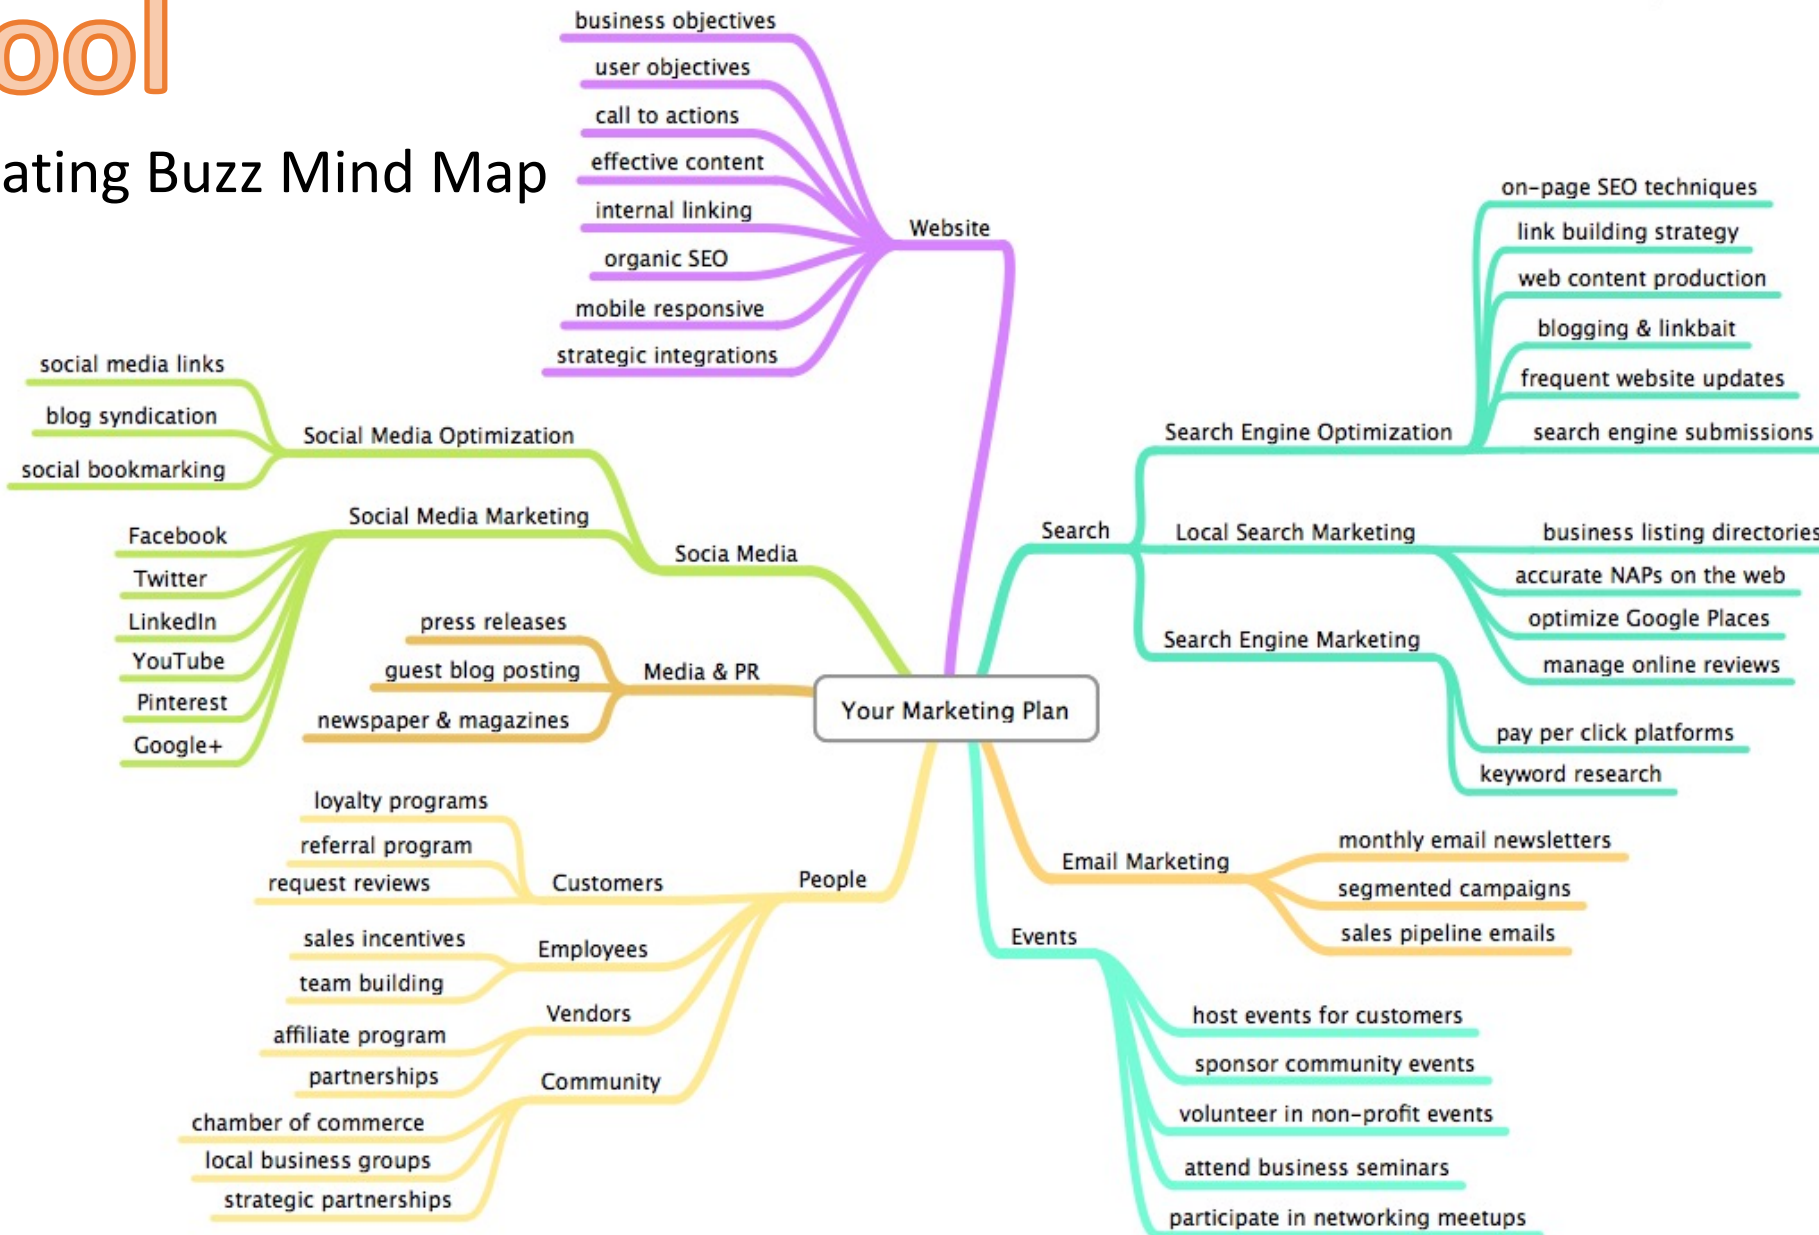 ool
ating Buzz Mind Map
business objectives
user objectives
call to actions
effective content
internal linking
organic SEO
mobile responsive
strategic integrations
Website
social media links
blog syndication
social bookmarking
Social Media Optimization
Facebook
Twitter
LinkedIn
YouTube
Pinterest
Google+
Social Media Marketing
Socia Media
press releases
guest blog posting
newspaper & magazines
Media & PR
Your Marketing Plan
Search
Search Engine Optimization
on-page SEO techniques
link building strategy
web content production
blogging & linkbait
frequent website updates
search engine submissions
Local Search Marketing
business listing directories
accurate NAPs on the web
optimize Google Places
manage online reviews
Search Engine Marketing
pay per click platforms
keyword research
loyalty programs
referral program
request reviews
Customers
sales incentives
team building
Employees
affiliate program
partnerships
Vendors
chamber of commerce
local business groups
strategic partnerships
Community
People
Email Marketing
monthly email newsletters
segmented campaigns
sales pipeline emails
Events
host events for customers
sponsor community events
volunteer in non-profit events
attend business seminars
participate in networking meetups